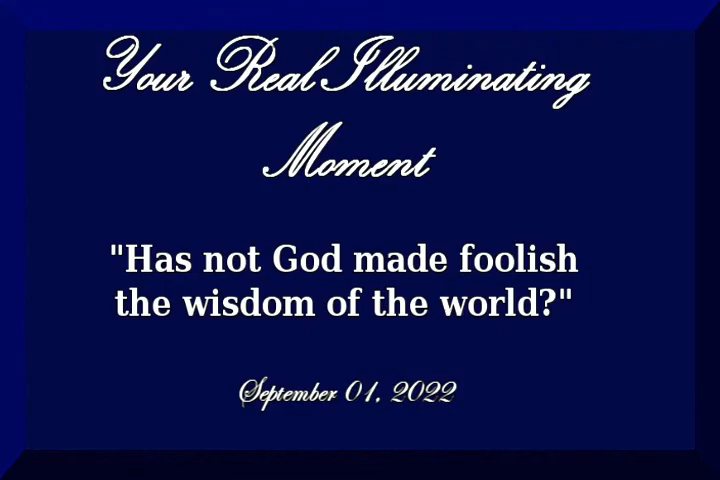 Your Real Illuminating
Moment
"Has not God made foolish
the wisdom of the world?"
September 01, 2022